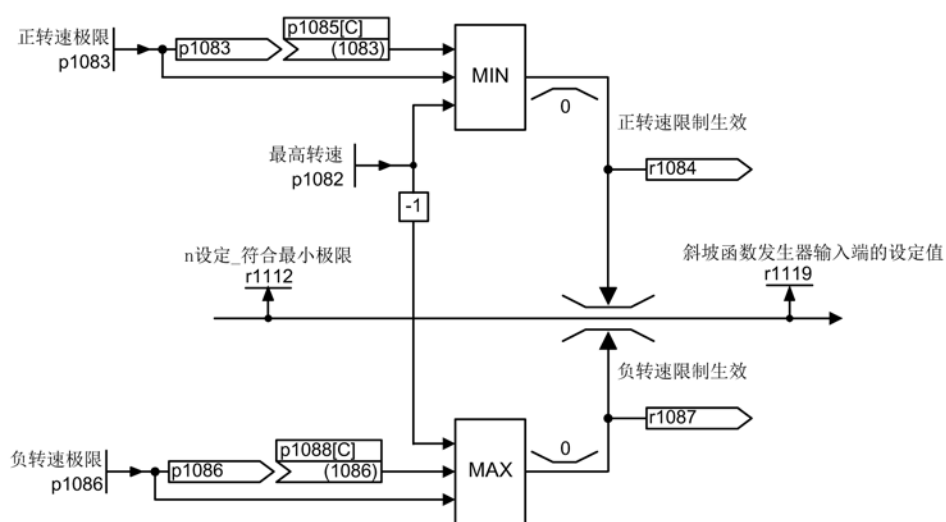 正转速极限
p1083
p1083
p1085[C]
(1083)
MIN
0
正转速限制生效
最高转速
p1082
r1084
-1
n设定_符合最小极限
r1112
斜坡函数发生器输入端的设定值
r1119
负转速限制生效
r1087
负转速极限
p1086
p1086
p1088[C]
(1086)
MAX
0